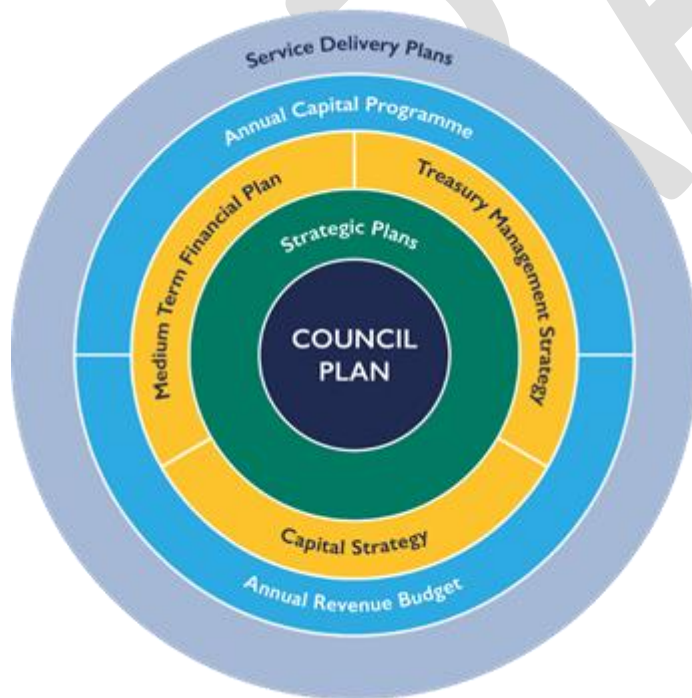 Service Delivery Plans
Annual Capital Programme
Medium Term Financial Plan
Treasury Management Strategy
Strategic Plans
COUNCIL
PLAN
Capital Strategy
Annual Revenue Budget